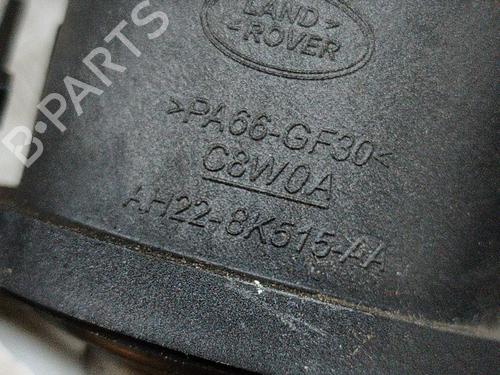 LAND
ROVER
>PA66-GF30<
C8W0A
AH22-8K515-AA
B-PARTS